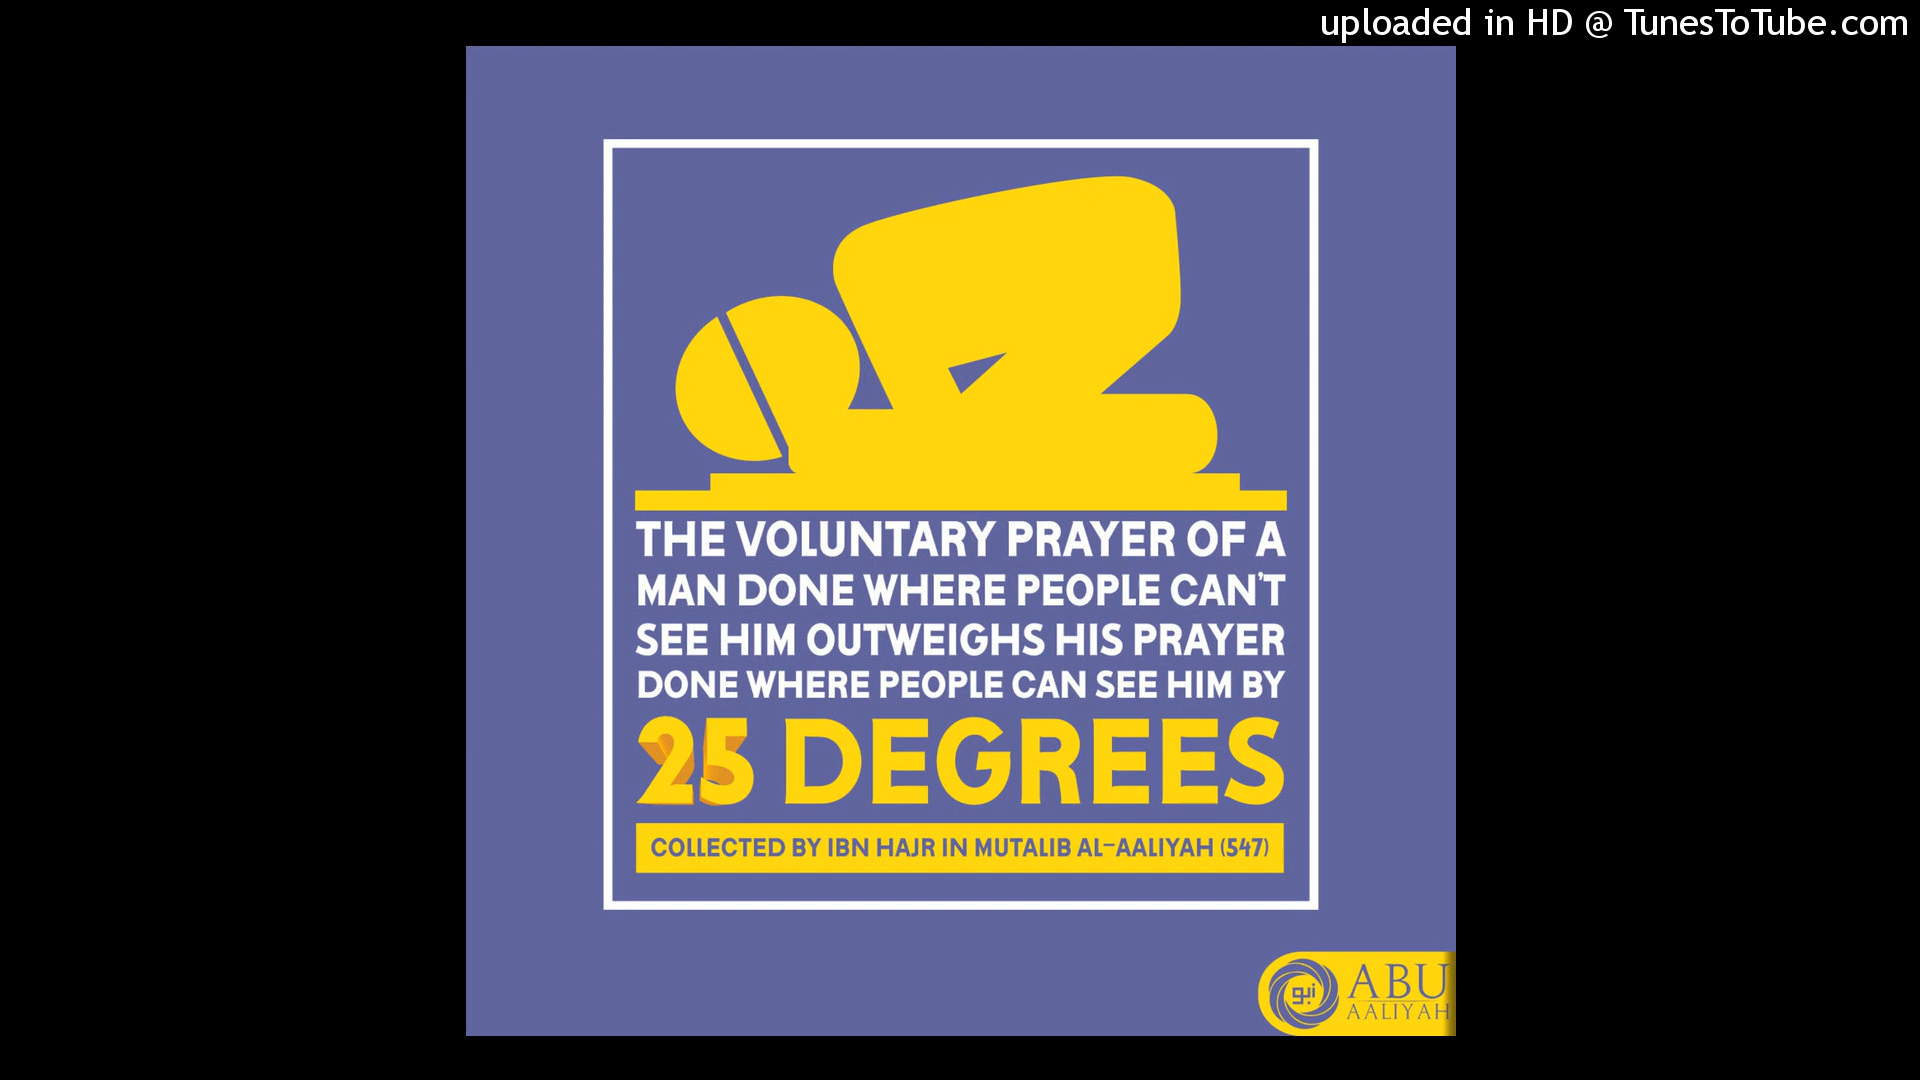 uploaded in HD @ TunesToTube.com
THE VOLUNTARY PRAYER OF A
MAN DONE WHERE PEOPLE CAN'T
SEE HIM OUTWEIGHS HIS PRAYER
DONE WHERE PEOPLE CAN SEE HIM BY
25 DEGREES
COLLECTED BY IBN HAJR IN MUTALIB AL-AALIYAH (547)
ABU
AALIYAH